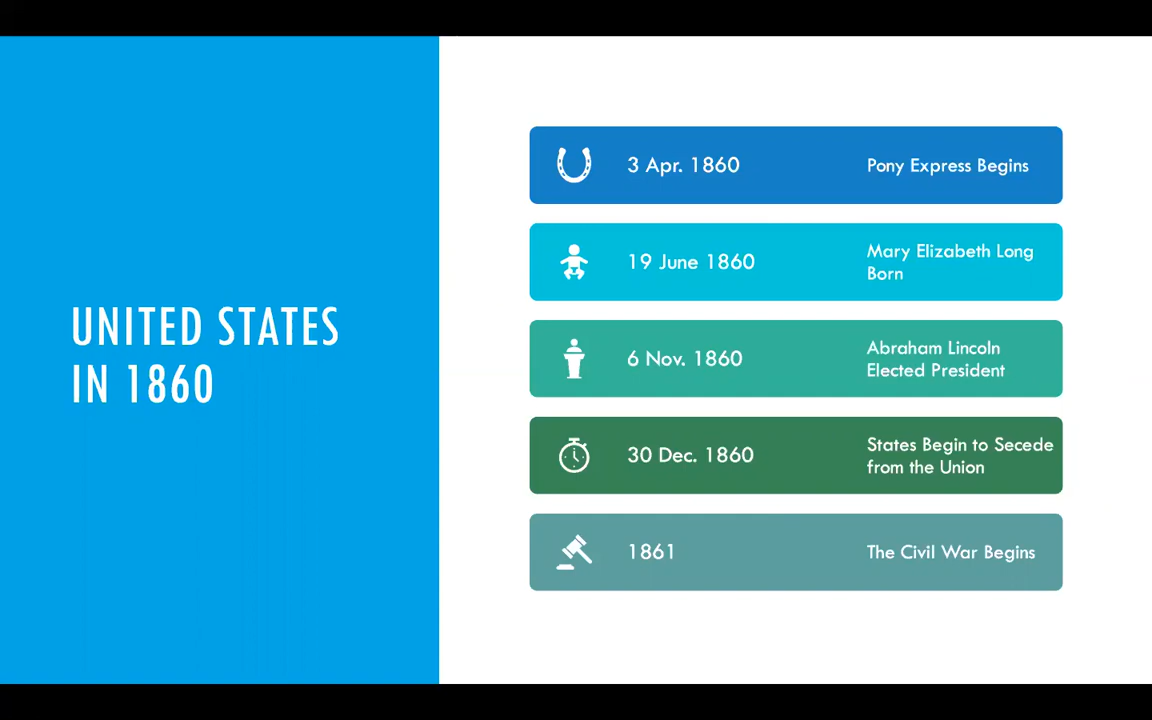 UNITED STATES
IN 1860
3 Apr. 1860
Pony Express Begins
19 June 1860
Mary Elizabeth Long
Born
6 Nov. 1860
Abraham Lincoln
Elected President
30 Dec. 1860
States Begin to Secede
from the Union
1861
The Civil War Begins